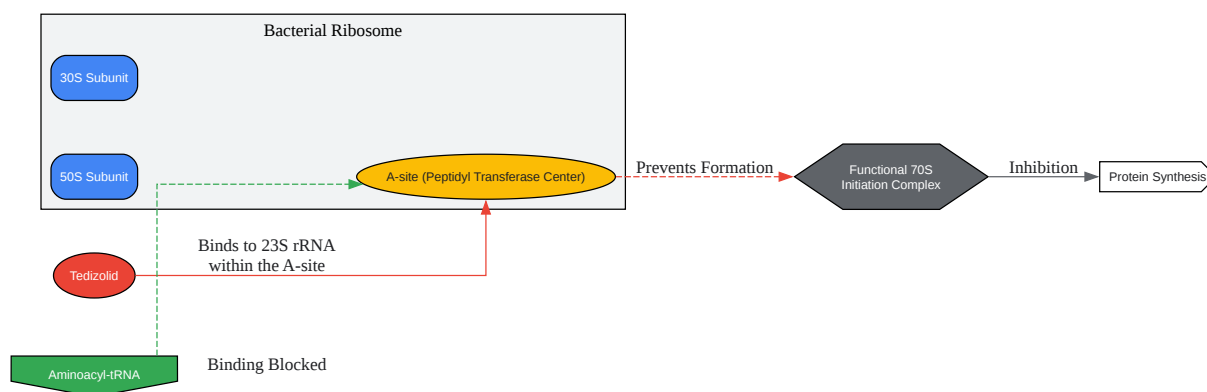 Bacterial Ribosome
30S Subunit
50S Subunit
A-site (Peptidyl Transferase Center)
Prevents Formation
Functional 70S
Initiation Complex
Inhibition
Protein Synthesis
Binds to 23S rRNA
within the A-site
Tedizolid
Aminoacyl-tRNA
Binding Blocked